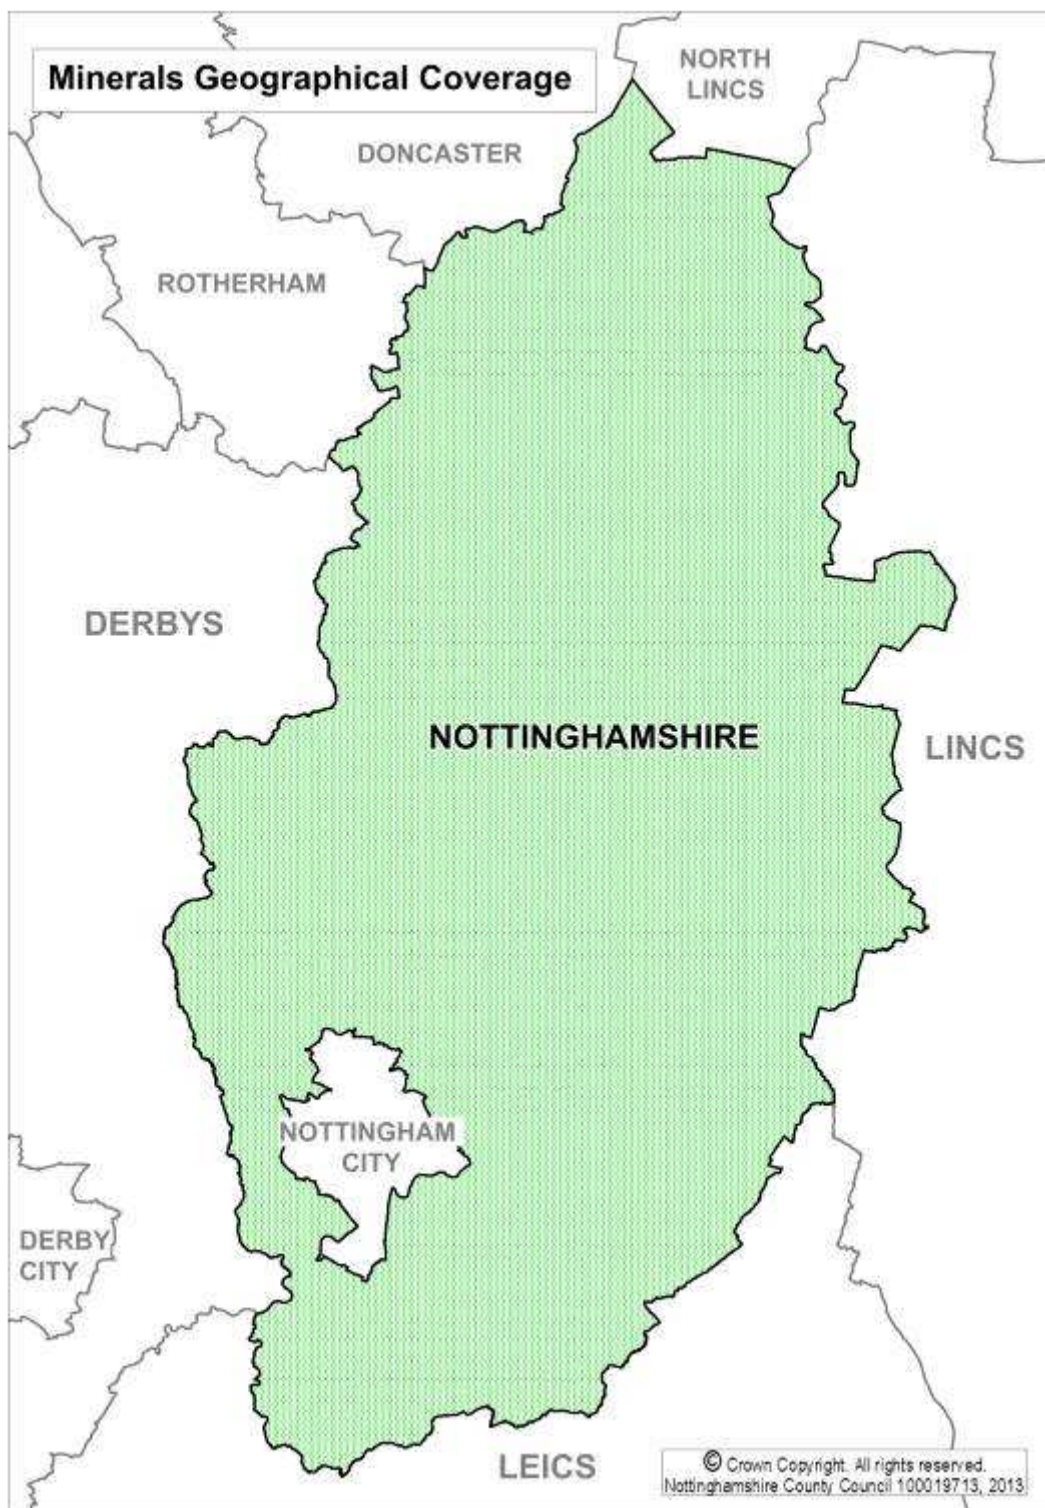 Minerals Geographical Coverage
NORTH
LINCS
DONCASTER
ROTHERHAM
DERBYS
NOTTINGHAMSHIRE
LINCS
NOTTINGHAM
CITY
DERBY
CITY
LEICS
© Crown Copyright. All rights reserved.
Nottinghamshire County Council 100019713, 2013